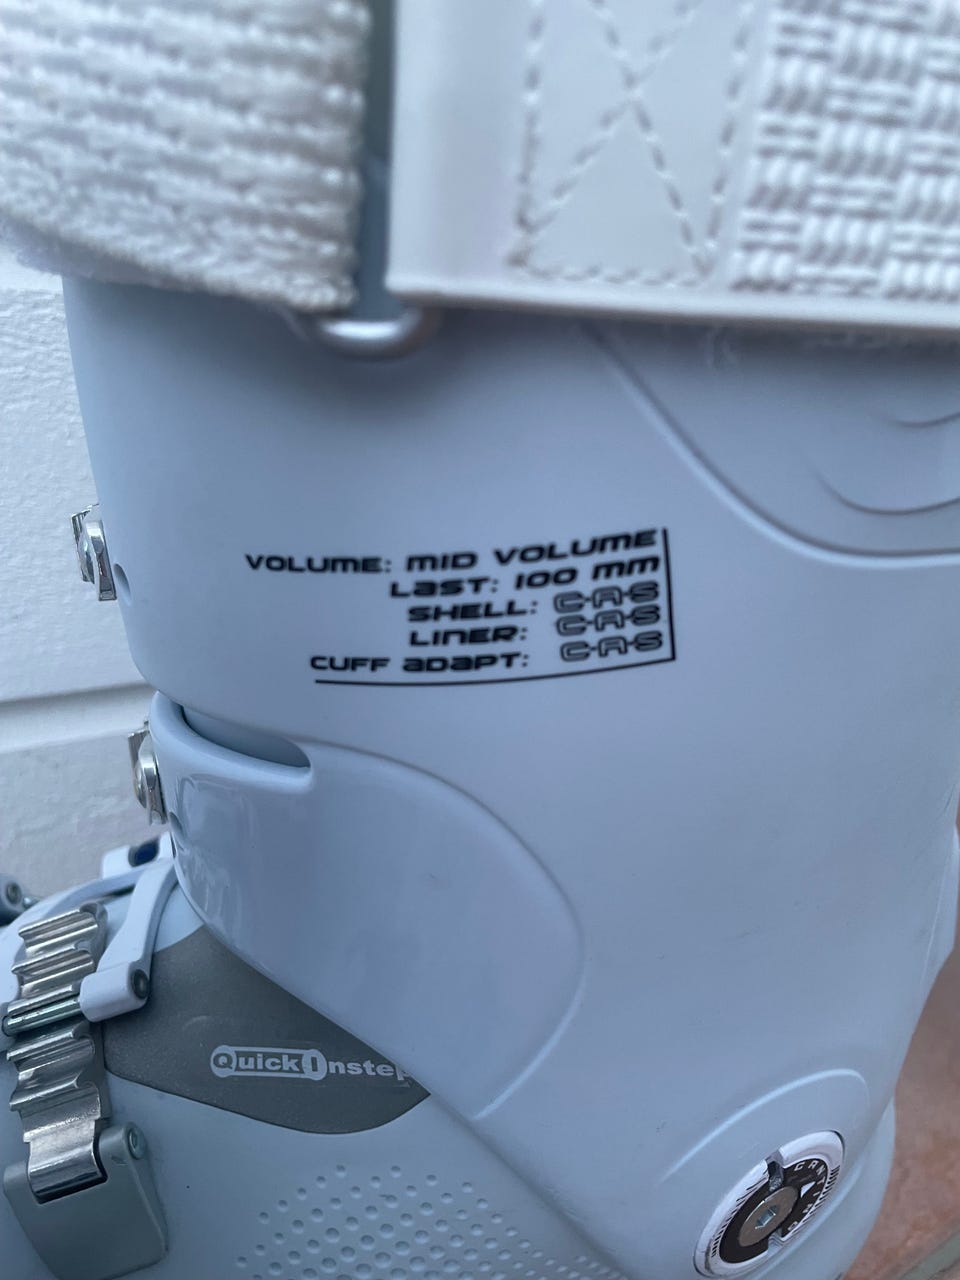 VOLUME: MID VOLUME
LAST: 100 MM
SHELL: C-A-S
LINER: C-A-S
CUFF ADAPT: C-A-S
Quick Instep